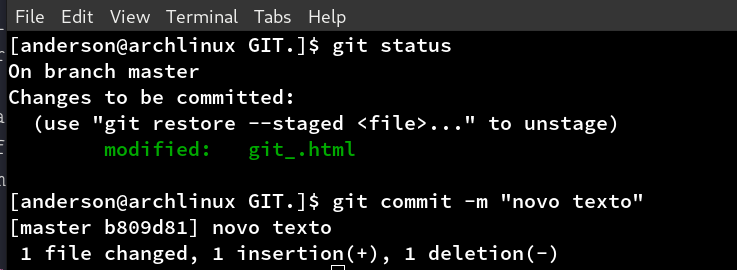 File Edit View Terminal Tabs Help
[anderson@archlinux GIT.]$ git status
On branch master
Changes to be committed:
  (use "git restore --staged <file>..." to unstage)
        modified:   git_.html
[anderson@archlinux GIT.]$ git commit -m "novo texto"
[master b809d81] novo texto
 1 file changed, 1 insertion(+), 1 deletion(-)